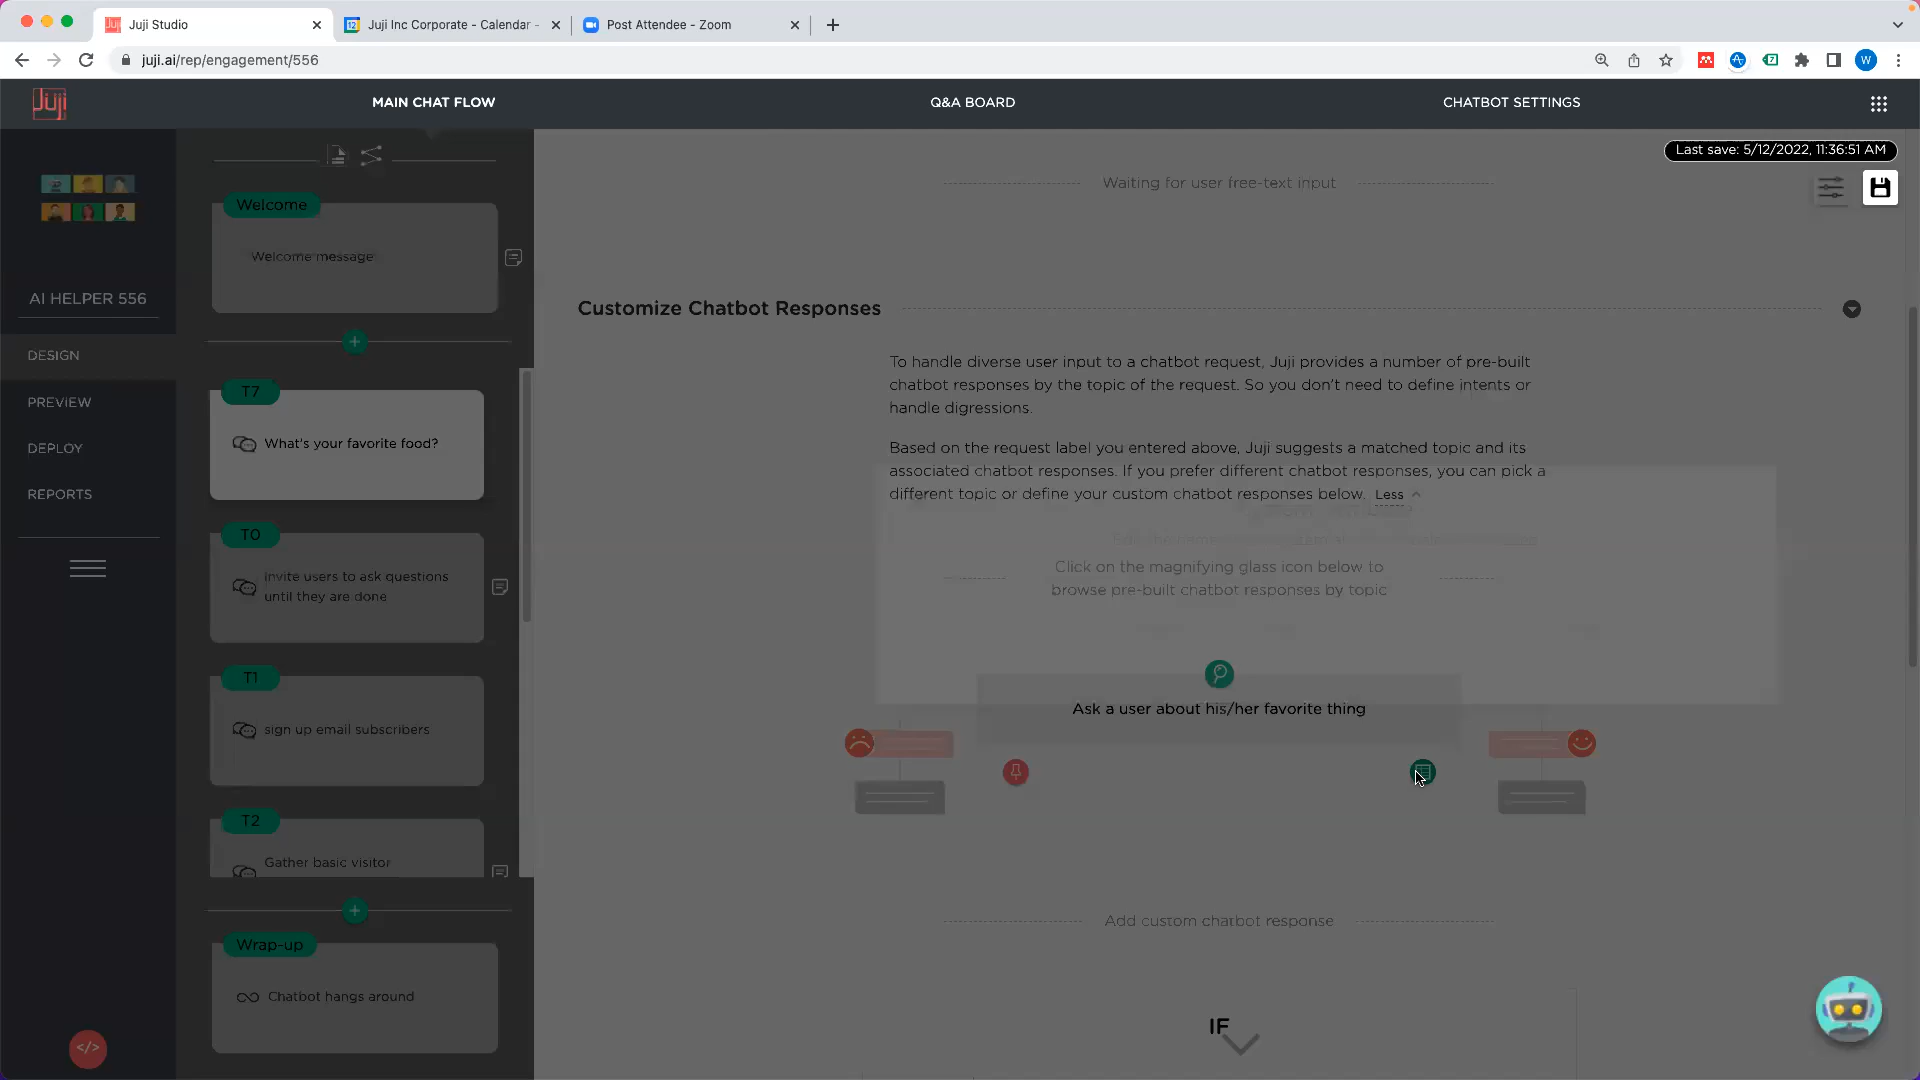 Juji Studio
Juji Inc Corporate - Calendar -
Post Attendee - Zoom
juji.ai/rep/engagement/556
W
Juji
MAIN CHAT FLOW
Q&A BOARD
CHATBOT SETTINGS
Last save: 5/12/2022, 11:36:51 AM
AI HELPER 556
DESIGN
PREVIEW
DEPLOY
REPORTS
</>
Welcome
Welcome message
T7
What's your favorite food?
T0
Invite users to ask questions
until they are done
T1
sign up email subscribers
T2
Gather basic visitor
Wrap-up
Chatbot hangs around
Waiting for user free-text input
Customize Chatbot Responses
To handle diverse user input to a chatbot request, Juji provides a number of pre-built
chatbot responses by the topic of the request. So you don't need to define intents or
handle digressions.
Based on the request label you entered above, Juji suggests a matched topic and its
associated chatbot responses. If you prefer different chatbot responses, you can pick a
different topic or define your custom chatbot responses below. Less
Click on the magnifying glass icon below to
browse pre-built chatbot responses by topic
Ask a user about his/her favorite thing
Add custom chatbot response
IF